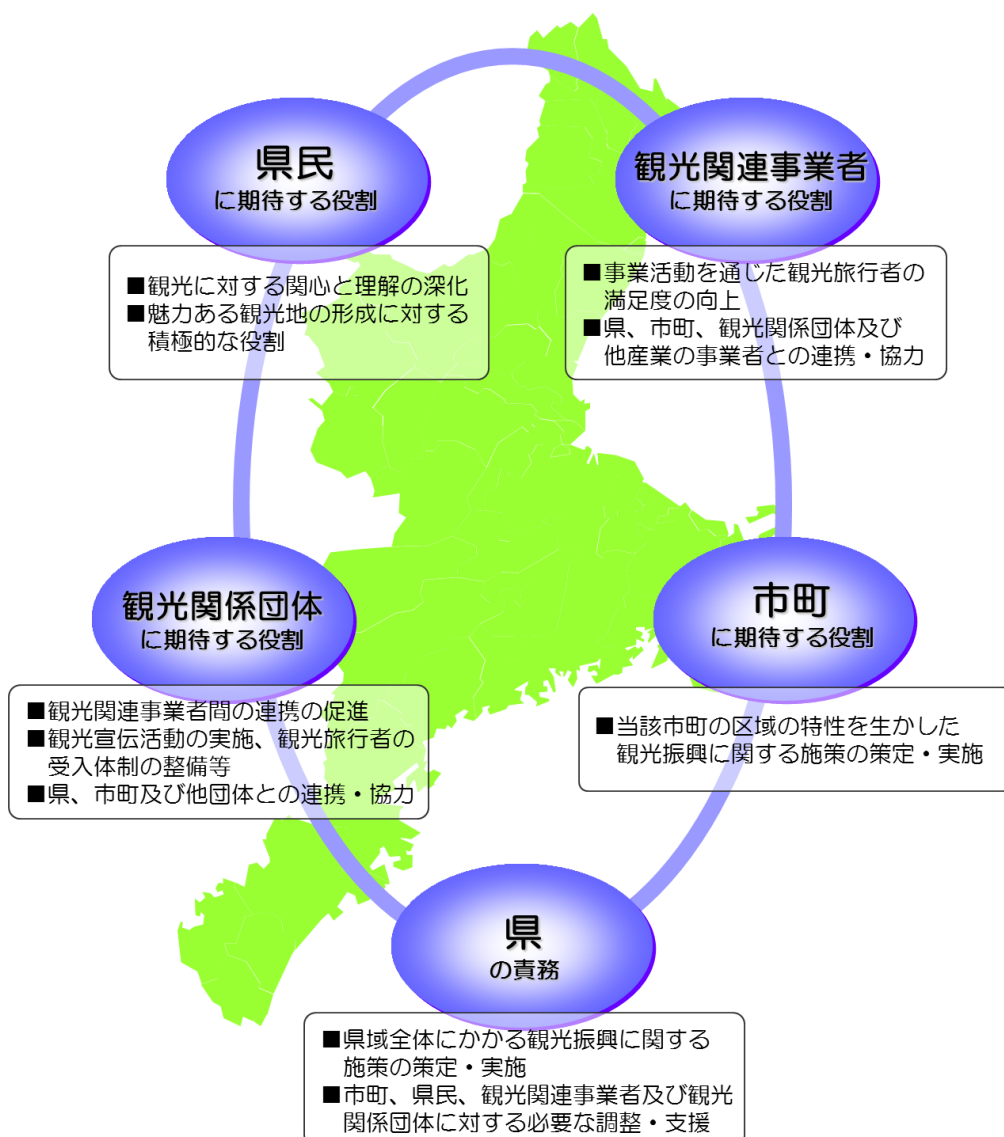 県民
に期待する役割
■観光に対する関心と理解の深化
■魅力ある観光地の形成に対する
積極的な役割
観光関連事業者
に期待する役割
■事業活動を通じた観光旅行者の
満足度の向上
■県、市町、観光関係団体及び
他産業の事業者との連携・協力
観光関係団体
に期待する役割
■観光関連事業者間の連携の促進
■観光宣伝活動の実施、観光旅行者の
受入体制の整備等
■県、市町及び他団体との連携・協力
市町
に期待する役割
■当該市町の区域の特性を生かした
観光振興に関する施策の策定・実施
県
の責務
■県域全体にかかる観光振興に関する
施策の策定・実施
■市町、県民、観光関連事業者及び観光
関係団体に対する必要な調整・支援